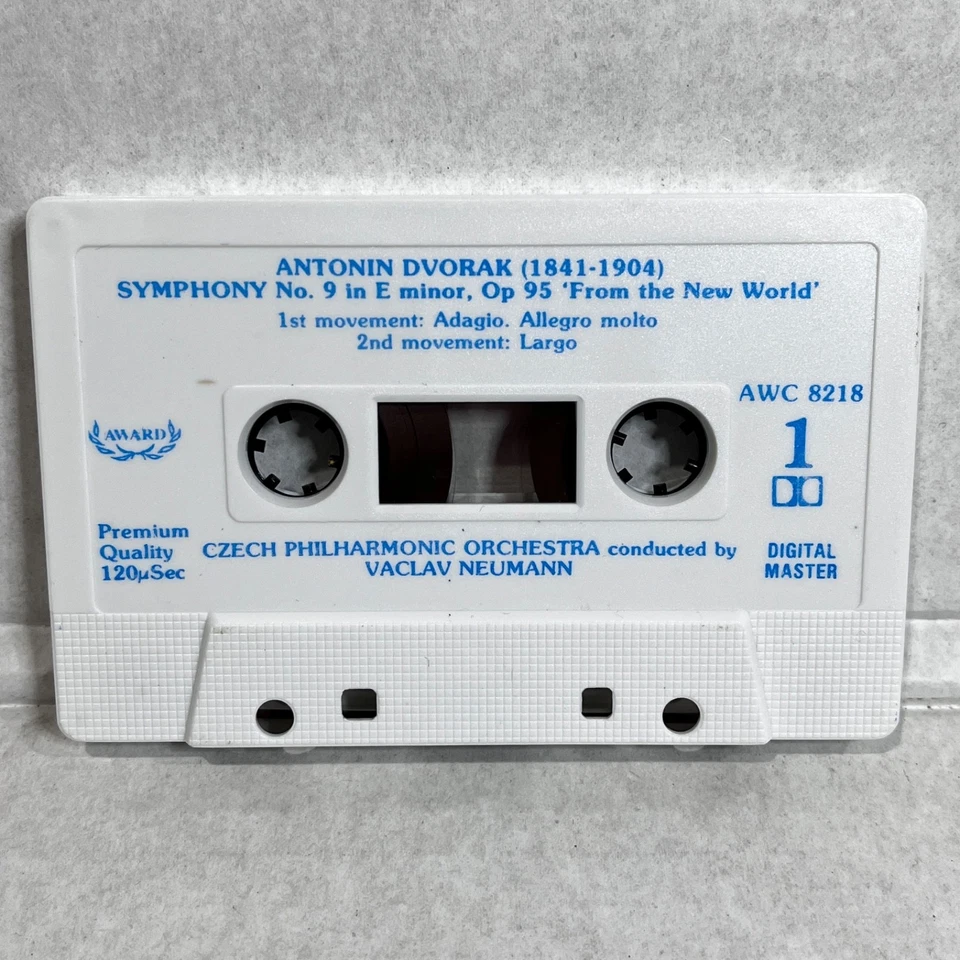 ANTONIN DVORAK (1841-1904)
SYMPHONY No. 9 in E minor, Op 95 ‘From the New World’
1st movement: Adagio. Allegro molto
2nd movement: Largo
AWC 8218
AWARD
1
Premium
Quality
120µSec
CZECH PHILHARMONIC ORCHESTRA conducted by
VACLAV NEUMANN
DIGITAL
MASTER